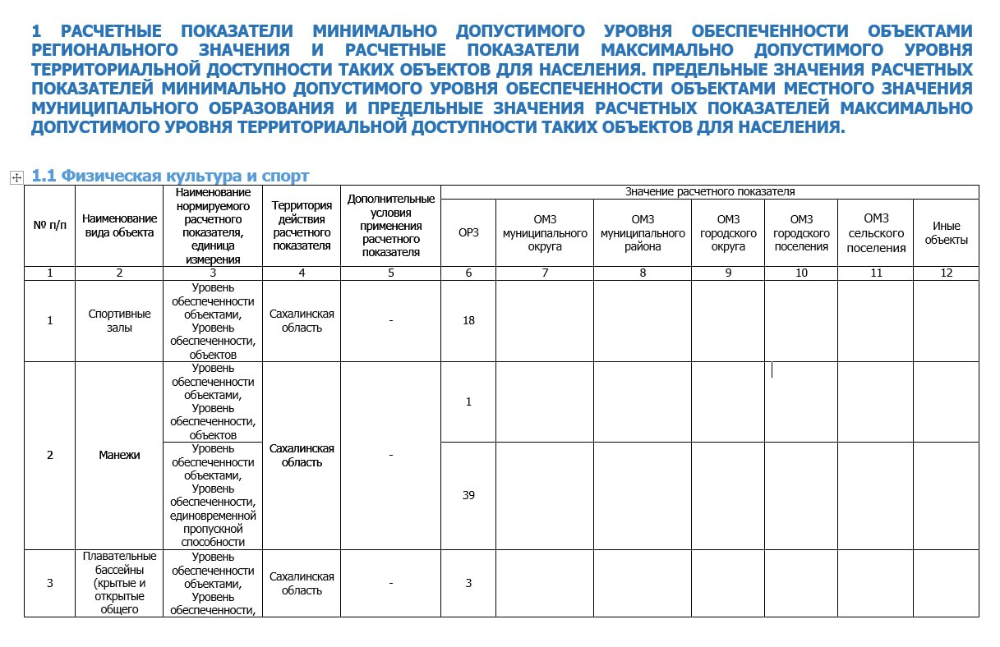 1 РАСЧЕТНЫЕ ПОКАЗАТЕЛИ МИНИМАЛЬНО ДОПУСТИМОГО УРОВНЯ ОБЕСПЕЧЕННОСТИ ОБЪЕКТАМИ
РЕГИОНАЛЬНОГО ЗНАЧЕНИЯ И РАСЧЕТНЫЕ ПОКАЗАТЕЛИ МАКСИМАЛЬНО ДОПУСТИМОГО УРОВНЯ
ТЕРРИТОРИАЛЬНОЙ ДОСТУПНОСТИ ТАКИХ ОБЪЕКТОВ ДЛЯ НАСЕЛЕНИЯ. ПРЕДЕЛЬНЫЕ ЗНАЧЕНИЯ РАСЧЕТНЫХ
ПОКАЗАТЕЛЕЙ МИНИМАЛЬНО ДОПУСТИМОГО УРОВНЯ ОБЕСПЕЧЕННОСТИ ОБЪЕКТАМИ МЕСТНОГО ЗНАЧЕНИЯ
МУНИЦИПАЛЬНОГО ОБРАЗОВАНИЯ И ПРЕДЕЛЬНЫЕ ЗНАЧЕНИЯ РАСЧЕТНЫХ ПОКАЗАТЕЛЕЙ МАКСИМАЛЬНО
ДОПУСТИМОГО УРОВНЯ ТЕРРИТОРИАЛЬНОЙ ДОСТУПНОСТИ ТАКИХ ОБЪЕКТОВ ДЛЯ НАСЕЛЕНИЯ.
1.1 Физическая культура и спорт
№ п/п
Наименование
вида объекта
Наименование
нормируемого
расчетного
показателя,
единица
измерения
Территория
действия
расчетного
показателя
Дополнительные
условия
применения
расчетного
показателя
Значение расчетного показателя
ОРЗ
ОМЗ
муниципального
округа
ОМЗ
муниципального
района
ОМЗ
городского
округа
ОМЗ
городского
поселения
ОМЗ
сельского
поселения
Иные
объекты
1 2 3 4 5 6 7 8 9 10 11 12
1
Спортивные
залы
Уровень
обеспеченности
объектами,
Уровень
обеспеченности,
объектов
Сахалинская
область
-
18
2
Манежи
Уровень
обеспеченности
объектами,
Уровень
обеспеченности,
объектов
Сахалинская
область
-
1
Уровень
обеспеченности
объектами,
Уровень
обеспеченности,
единовременной
пропускной
способности
39
3
Плавательные
бассейны
(крытые и
открытые
общего
Уровень
обеспеченности
объектами,
Уровень
обеспеченности,
Сахалинская
область
-
3